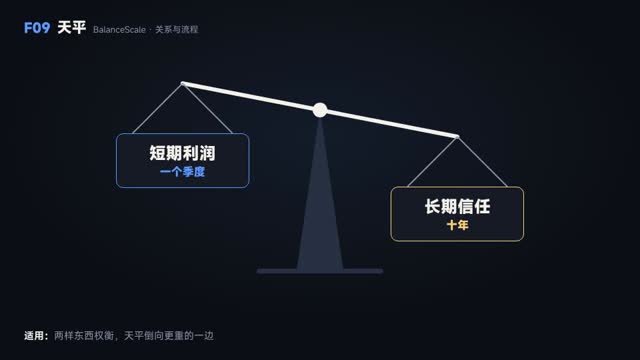 F09 天平 BalanceScale · 关系与流程
短期利润
一个季度
长期信任
十年
适用：两样东西权衡，天平倒向更重的一边